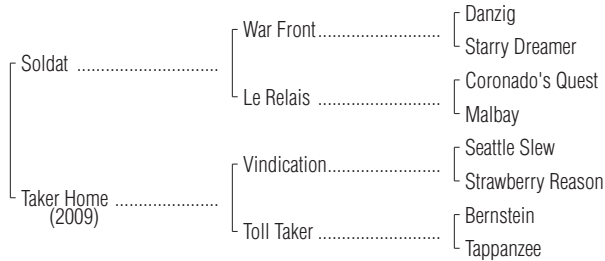 Danzig
War Front
Starry Dreamer
Soldat
Coronado's Quest
Le Relais
Malbay
Seattle Slew
Vindication
Strawberry Reason
Taker Home
(2009)
Bernstein
Toll Taker
Tappanzee